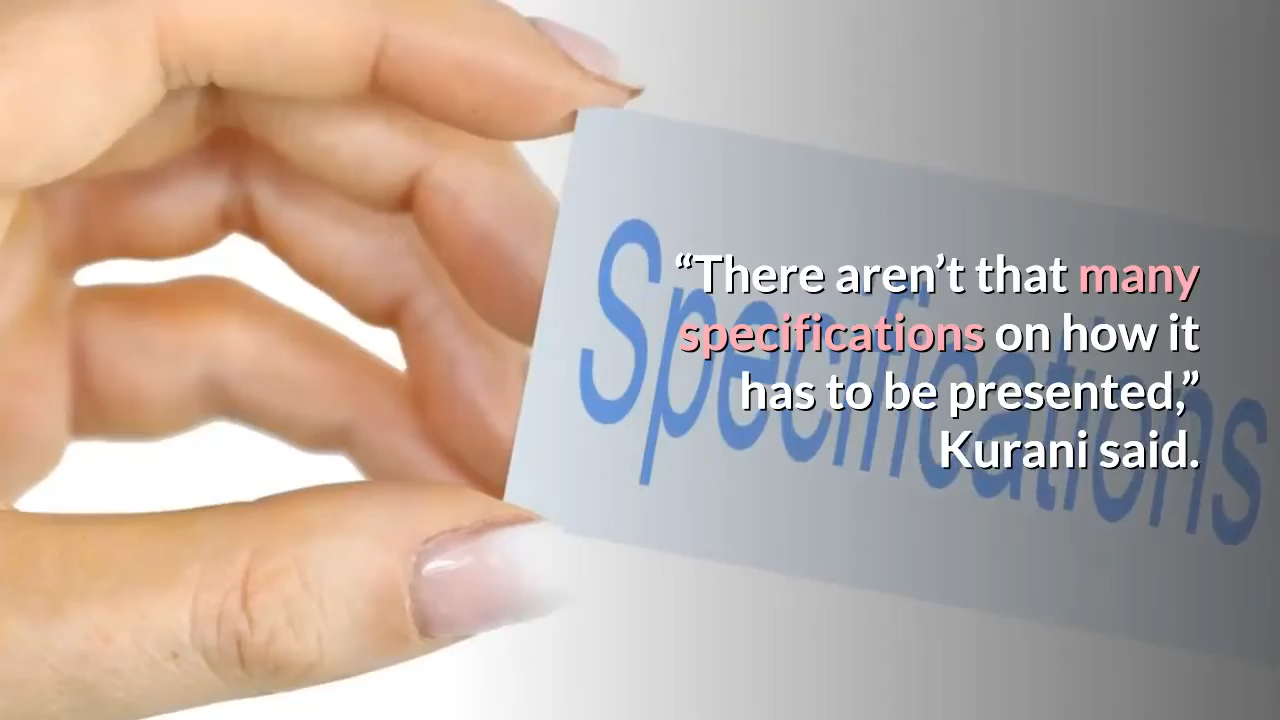 Specifications
“There aren’t that many
specifications on how it
has to be presented,”
Kurani said.